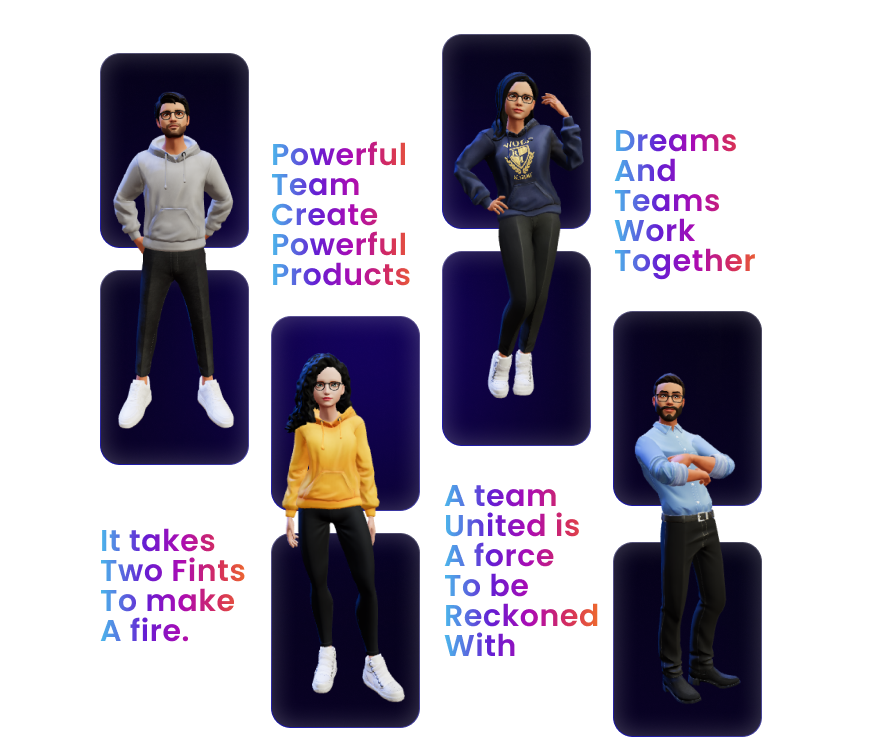 Powerful
Team
Create
Powerful
Products
Dreams
And
Teams
Work
Together
It takes
Two Fints
To make
A fire.
A team
United is
A force
To be
Reckoned
With